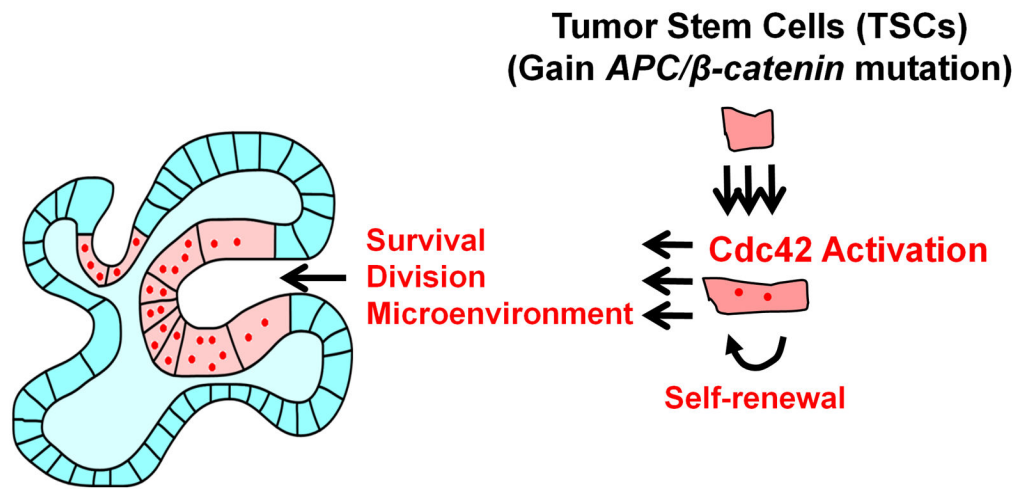 Tumor Stem Cells (TSCs)
(Gain APC/β-catenin mutation)
Cdc42 Activation
Survival
Division
Microenvironment
Self-renewal